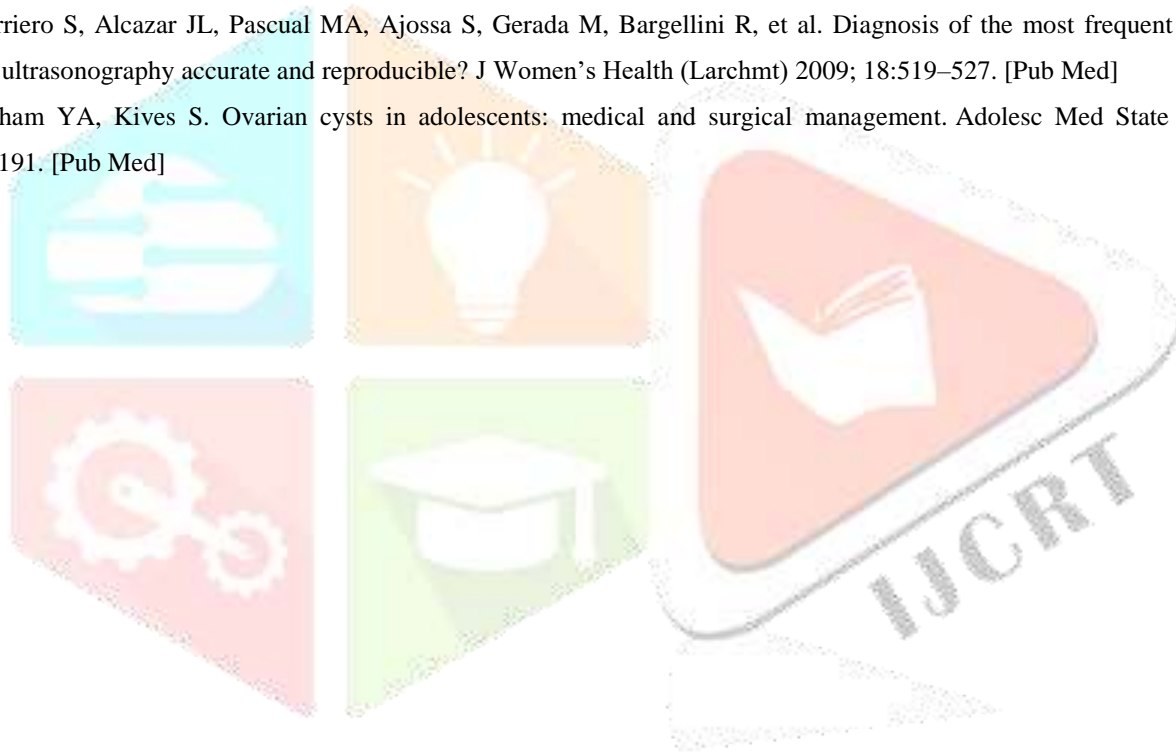 rriero S, Alcazar JL, Pascual MA, Ajossa S, Gerada M, Bargellini R, et al. Diagnosis of the most frequent
ultrasonography accurate and reproducible? J Women’s Health (Larchmt) 2009; 18:519–527. [Pub Med]
ham YA, Kives S. Ovarian cysts in adolescents: medical and surgical management. Adolesc Med State
191. [Pub Med]
IJCRT